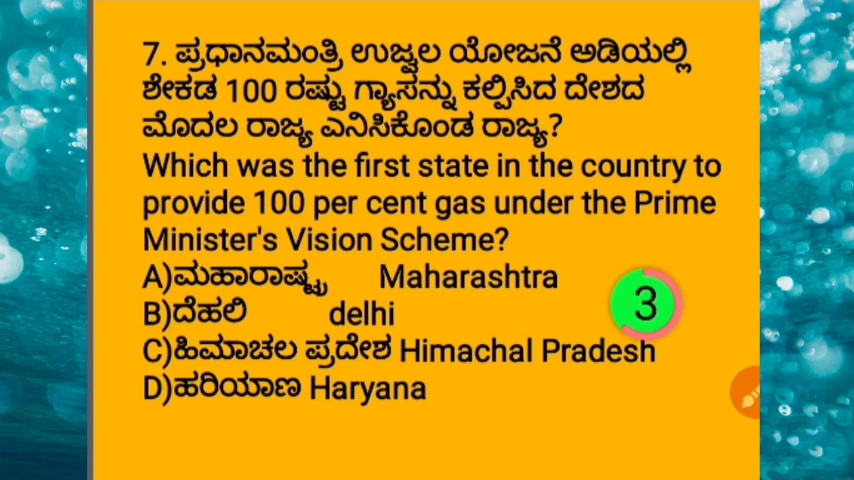 7. ಪ್ರಧಾನಮಂತ್ರಿ ಉಜ್ವಲ ಯೋಜನೆ ಅಡಿಯಲ್ಲಿ
ಶೇಕಡ 100 ರಷ್ಟು ಗ್ಯಾಸನ್ನು ಕಲ್ಪಿಸಿದ ದೇಶದ
ಮೊದಲ ರಾಜ್ಯ ಎನಿಸಿಕೊಂಡ ರಾಜ್ಯ?
Which was the first state in the country to
provide 100 per cent gas under the Prime
Minister's Vision Scheme?
A)ಮಹಾರಾಷ್ಟ್ರ Maharashtra
B)ದೆಹಲಿ delhi
3
C)ಹಿಮಾಚಲ ಪ್ರದೇಶ Himachal Pradesh
D)ಹರಿಯಾಣ Haryana